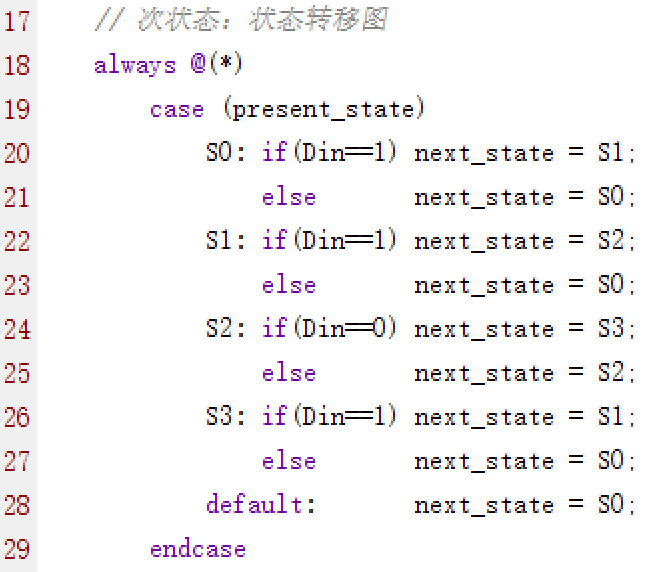 17 // 次状态：状态转移图
18 always @(*)
19 case (present_state)
20 S0: if(Din==1) next_state = S1;
21 else next_state = S0;
22 S1: if(Din==1) next_state = S2;
23 else next_state = S0;
24 S2: if(Din==0) next_state = S3;
25 else next_state = S2;
26 S3: if(Din==1) next_state = S1;
27 else next_state = S0;
28 default: next_state = S0;
29 endcase